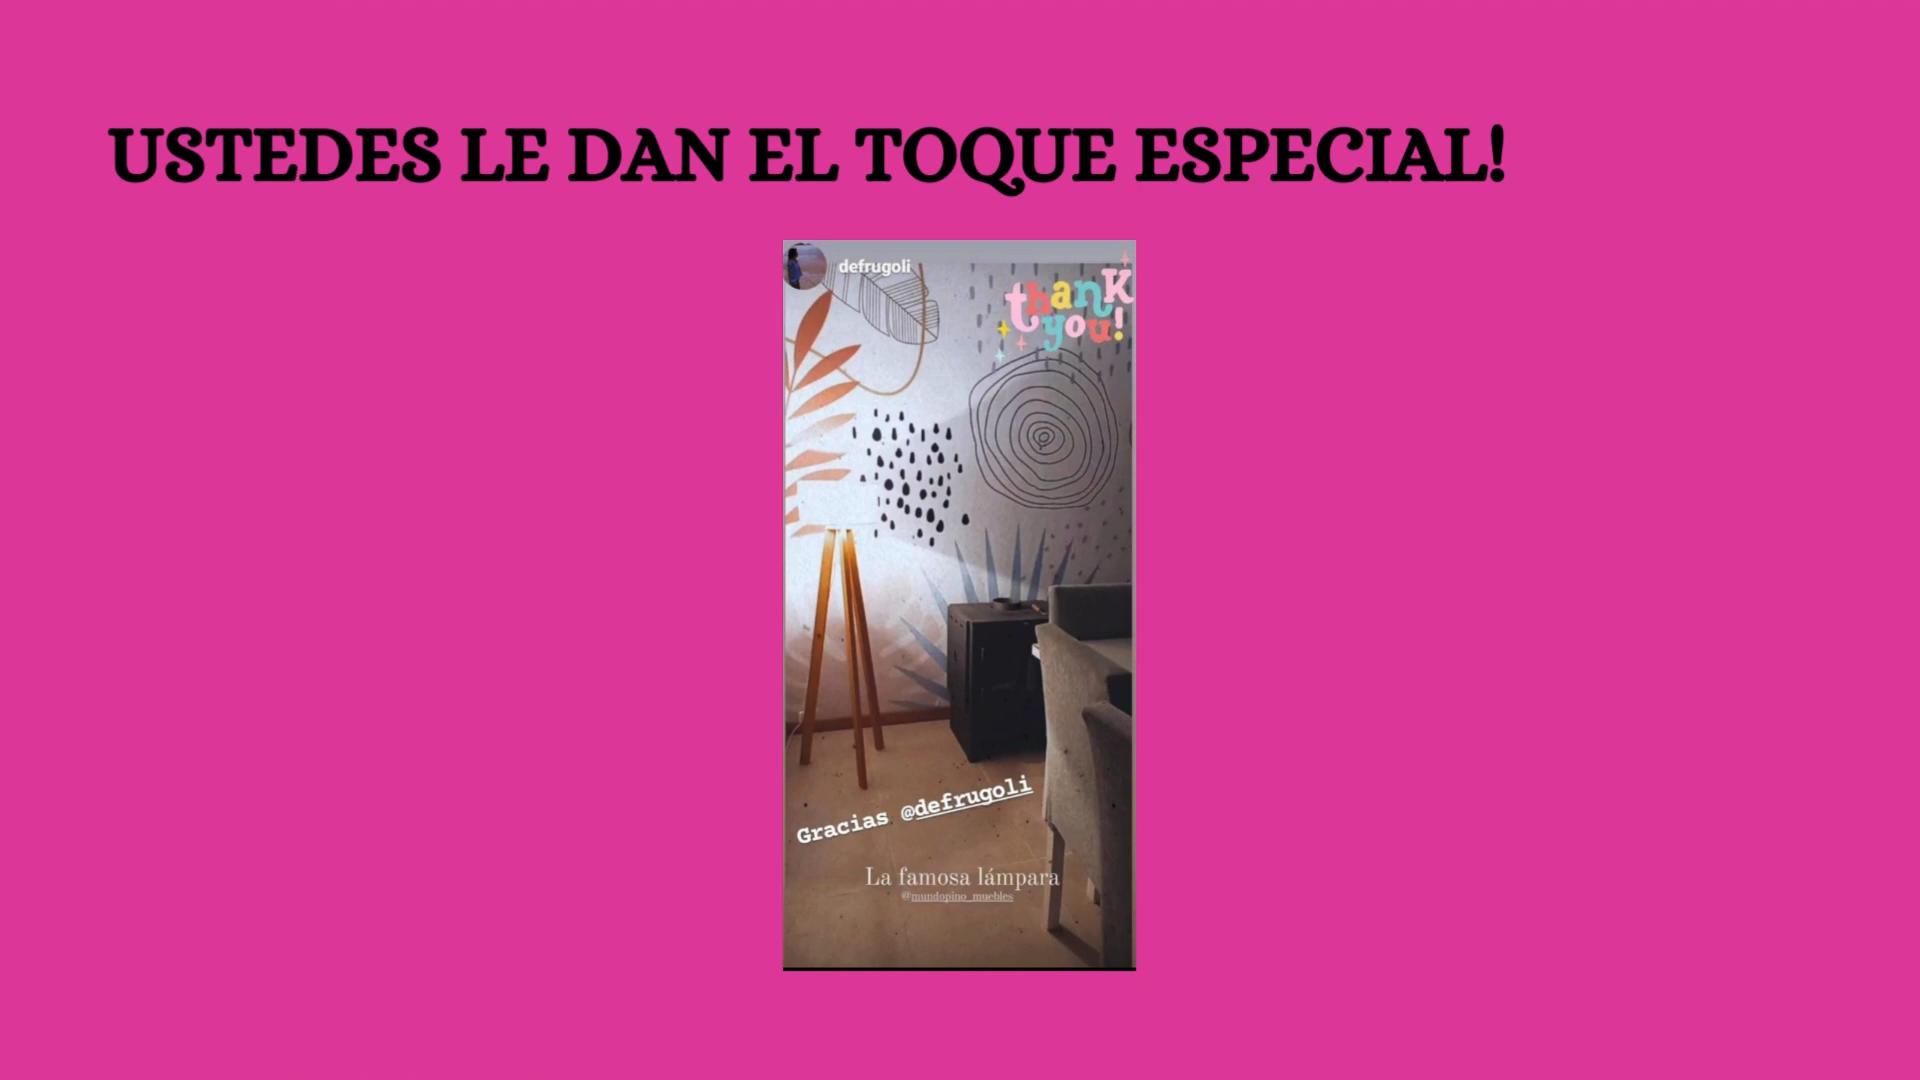 USTEDES LE DAN EL TOQUE ESPECIAL!
defrugoli
thank
you!
Gracias @defrugoli
La famosa lámpara
@mundopino_muebles